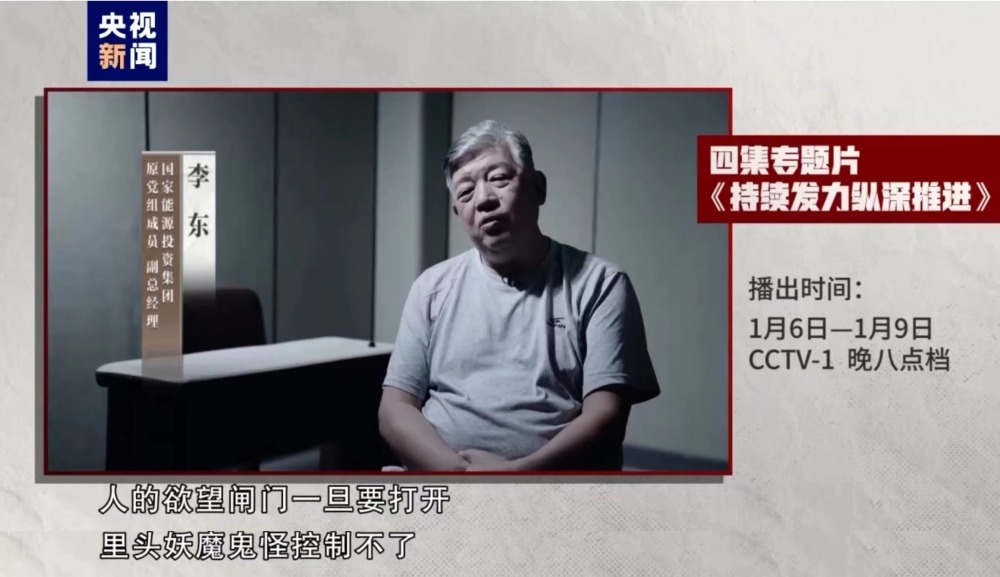 央视
新闻
四集专题片
《持续发力纵深推进》
李东
国家能源投资集团
原党组成员 副总经理
播出时间：
1月6日—1月9日
CCTV-1 晚八点档
人的欲望闸门一旦要打开
里头妖魔鬼怪控制不了